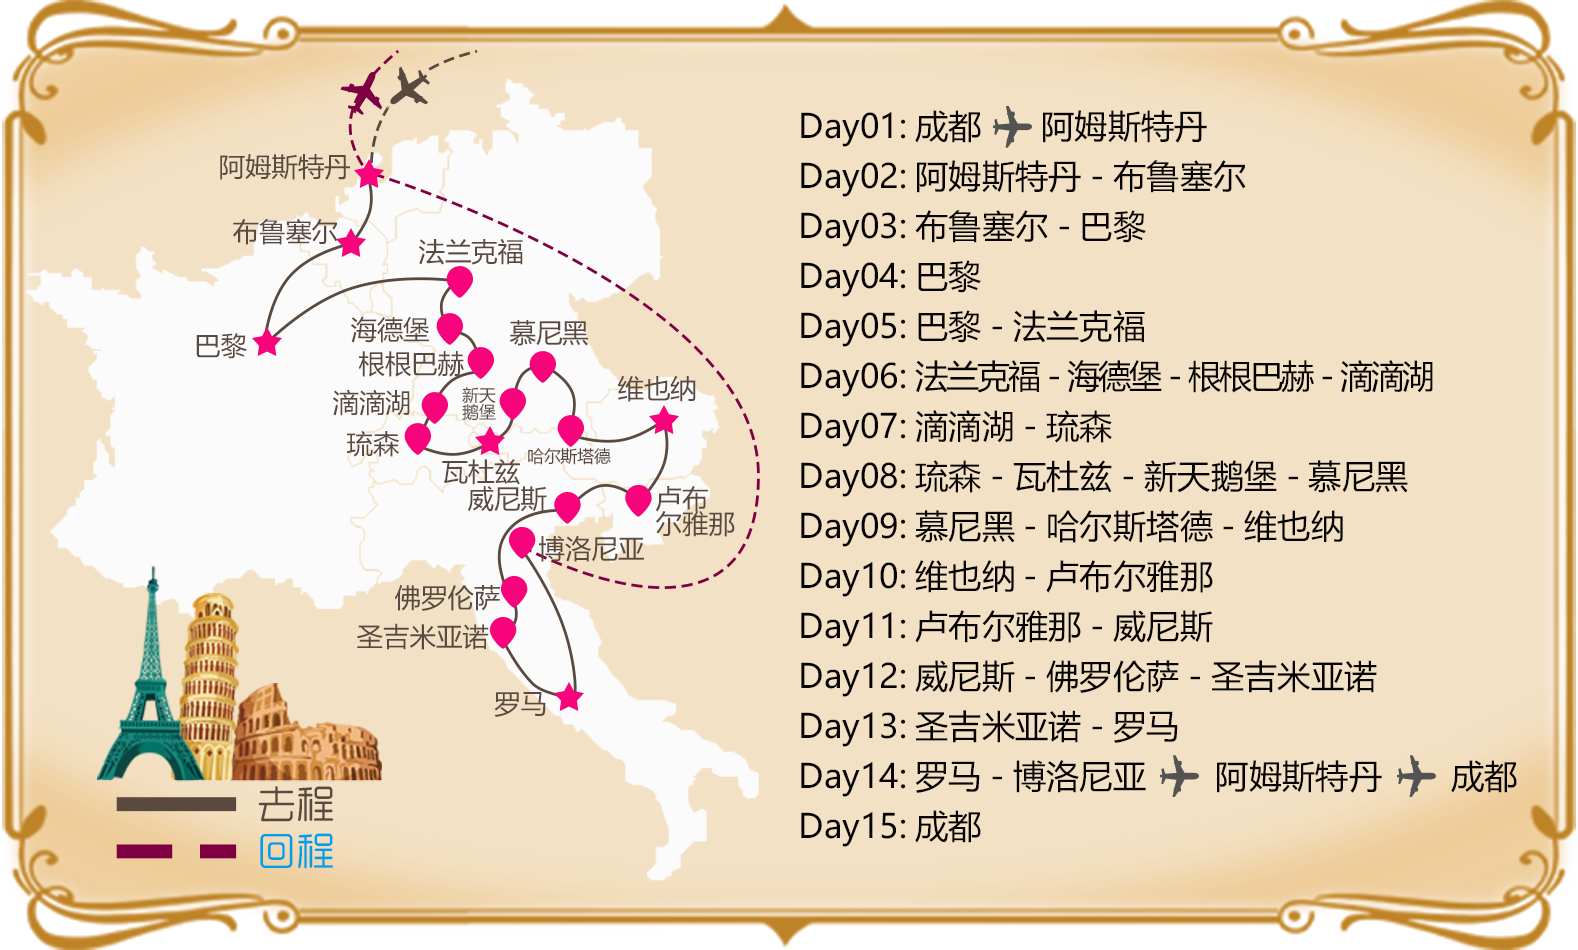 阿姆斯特丹
布鲁塞尔
法兰克福
巴黎
海德堡
慕尼黑
根根巴赫
滴滴湖
新天
鹅堡
维也纳
琉森
瓦杜兹
哈尔斯塔德
威尼斯
卢布
尔雅那
博洛尼亚
佛罗伦萨
圣吉米亚诺
罗马
去程
回程
Day01: 成都 阿姆斯特丹
Day02: 阿姆斯特丹 - 布鲁塞尔
Day03: 布鲁塞尔 - 巴黎
Day04: 巴黎
Day05: 巴黎 - 法兰克福
Day06: 法兰克福 - 海德堡 - 根根巴赫 - 滴滴湖
Day07: 滴滴湖 - 琉森
Day08: 琉森 - 瓦杜兹 - 新天鹅堡 - 慕尼黑
Day09: 慕尼黑 - 哈尔斯塔德 - 维也纳
Day10: 维也纳 - 卢布尔雅那
Day11: 卢布尔雅那 - 威尼斯
Day12: 威尼斯 - 佛罗伦萨 - 圣吉米亚诺
Day13: 圣吉米亚诺 - 罗马
Day14: 罗马 - 博洛尼亚 阿姆斯特丹 成都
Day15: 成都